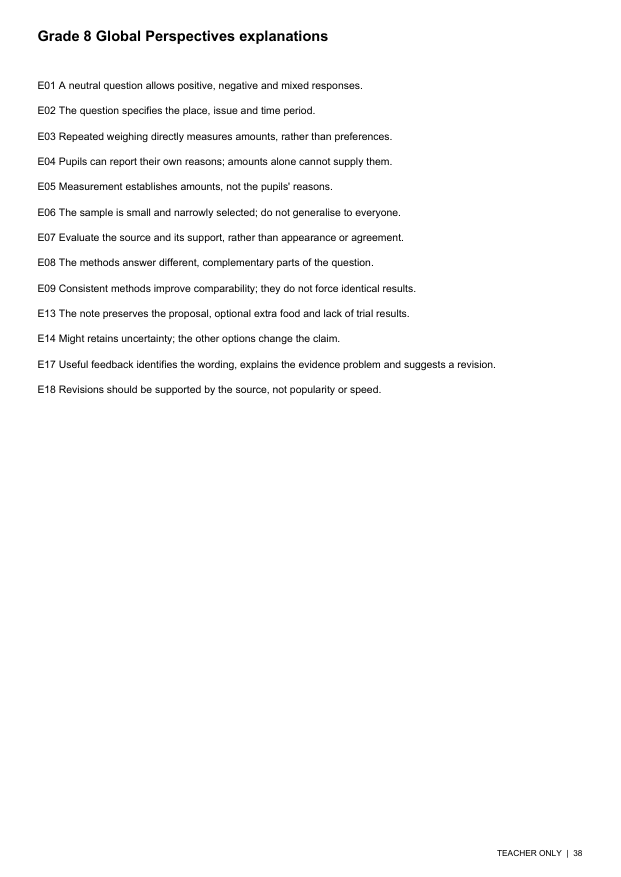 Grade 8 Global Perspectives explanations
E01 A neutral question allows positive, negative and mixed responses.
E02 The question specifies the place, issue and time period.
E03 Repeated weighing directly measures amounts, rather than preferences.
E04 Pupils can report their own reasons; amounts alone cannot supply them.
E05 Measurement establishes amounts, not the pupils' reasons.
E06 The sample is small and narrowly selected; do not generalise to everyone.
E07 Evaluate the source and its support, rather than appearance or agreement.
E08 The methods answer different, complementary parts of the question.
E09 Consistent methods improve comparability; they do not force identical results.
E13 The note preserves the proposal, optional extra food and lack of trial results.
E14 Might retains uncertainty; the other options change the claim.
E17 Useful feedback identifies the wording, explains the evidence problem and suggests a revision.
E18 Revisions should be supported by the source, not popularity or speed.
TEACHER ONLY | 38